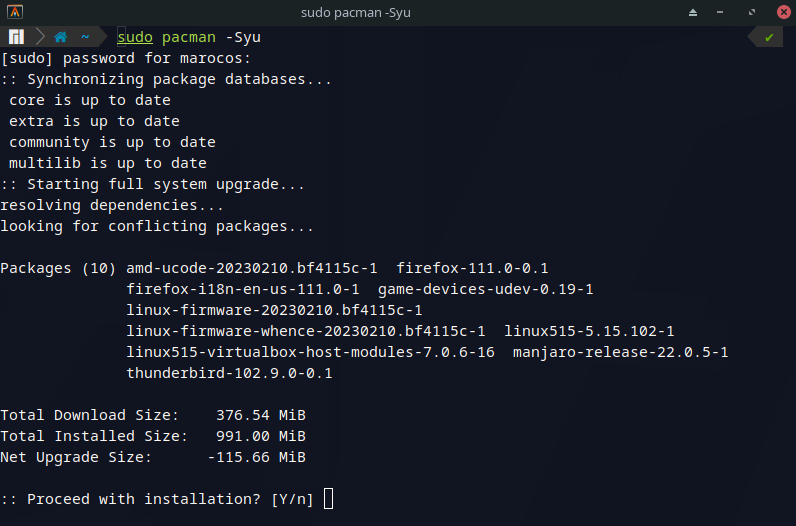 sudo pacman -Syu
~ sudo pacman -Syu ✔
[sudo] password for marocos:
:: Synchronizing package databases...
core is up to date
extra is up to date
community is up to date
multilib is up to date
:: Starting full system upgrade...
resolving dependencies...
looking for conflicting packages...
Packages (10) amd-ucode-20230210.bf4115c-1  firefox-111.0-0.1
firefox-i18n-en-us-111.0-1  game-devices-udev-0.19-1
linux-firmware-20230210.bf4115c-1
linux-firmware-whence-20230210.bf4115c-1  linux515-5.15.102-1
linux515-virtualbox-host-modules-7.0.6-16  manjaro-release-22.0.5-1
thunderbird-102.9.0-0.1
Total Download Size:    376.54 MiB
Total Installed Size:   991.00 MiB
Net Upgrade Size:      -115.66 MiB
:: Proceed with installation? [Y/n]